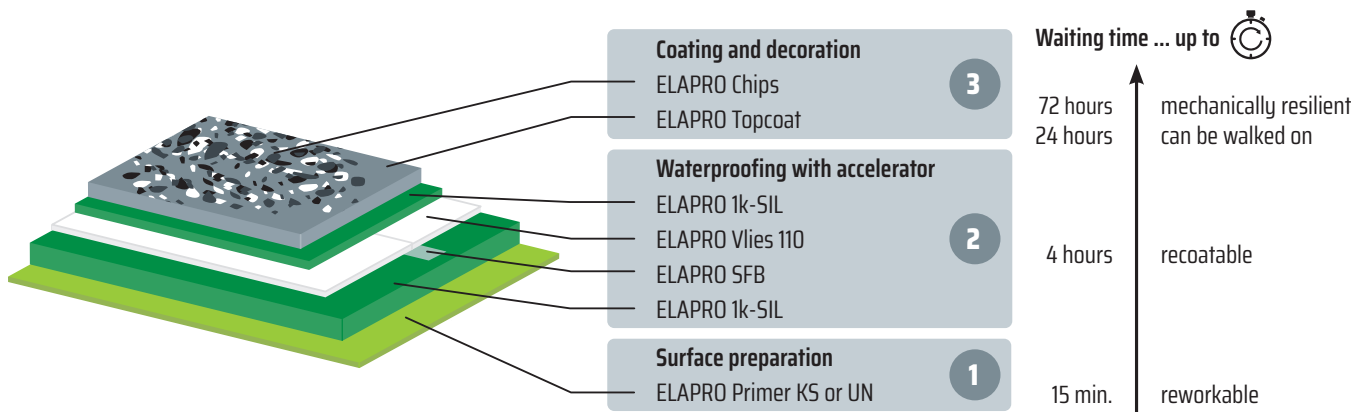 Coating and decoration
ELAPRO Chips
ELAPRO Topcoat
3
Waterproofing with accelerator
ELAPRO 1k-SIL
ELAPRO Vlies 110
ELAPRO SFB
ELAPRO 1k-SIL
2
Surface preparation
ELAPRO Primer KS or UN
1
Waiting time ... up to
72 hours mechanically resilient
24 hours can be walked on
4 hours recoatable
15 min. reworkable